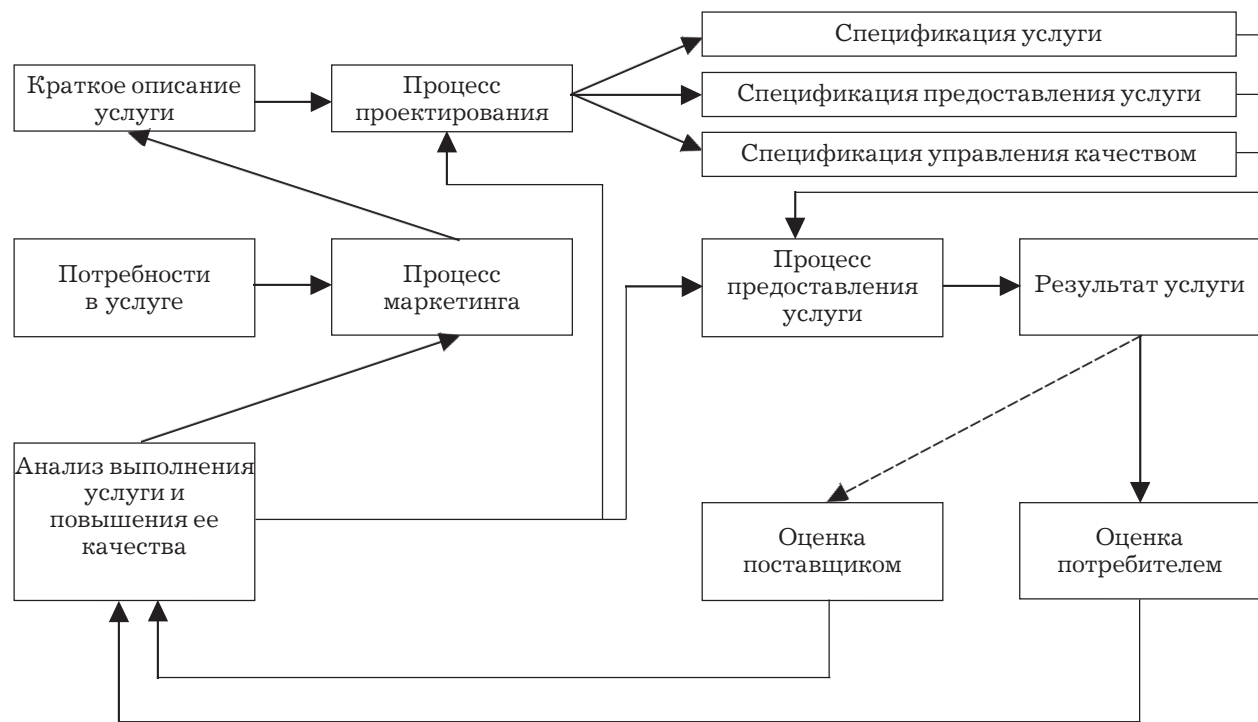 Спецификация услуги
Краткое описание
услуги
Процесс
проектирования
Спецификация предоставления услуги
Спецификация управления качеством
Потребности
в услуге
Процесс
маркетинга
Процесс
предоставления
услуги
Результат услуги
Анализ выполнения
услуги и
повышения ее
качества
Оценка
поставщиком
Оценка
потребителем